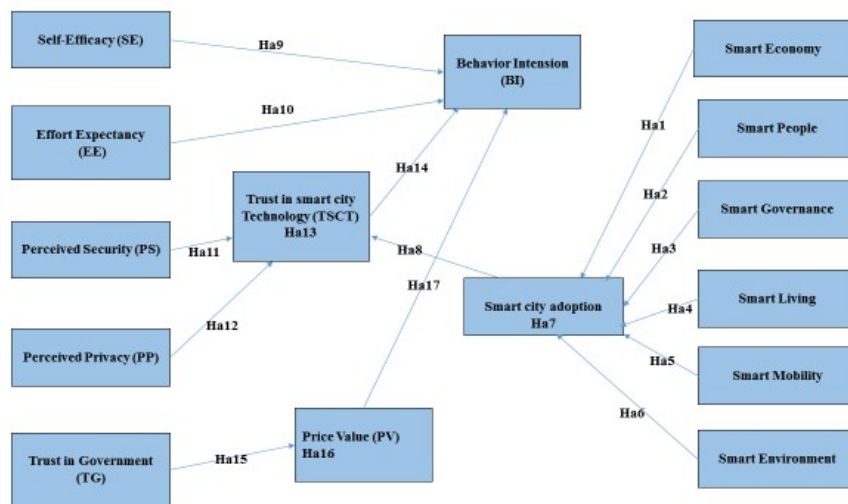 Self-Efficacy (SE)
Ha9
Behavior Intension
(BI)
Smart Economy
Effort Expectancy
(EE)
Ha10
Ha1
Smart People
Ha14
Trust in smart city
Technology (TSCT)
Ha13
Ha2
Smart Governance
Perceived Security (PS)
Ha11
Ha8
Ha3
Ha17
Smart city adoption
Ha7
Smart Living
Ha4
Perceived Privacy (PP)
Ha12
Ha5
Smart Mobility
Price Value (PV)
Ha16
Ha6
Trust in Government
(TG)
Ha15
Smart Environment